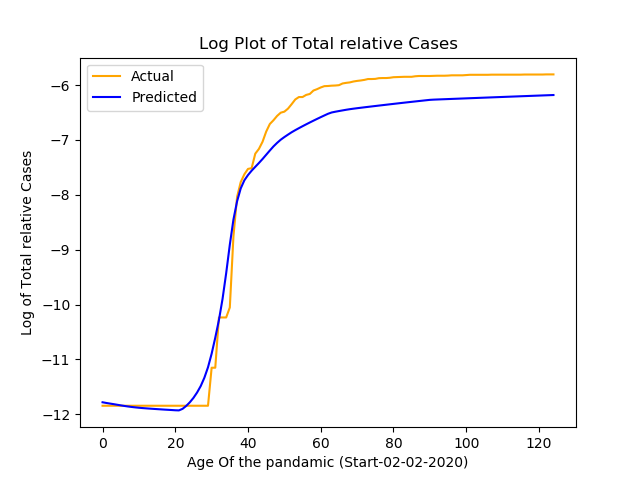 Log Plot of Total relative Cases
Actual
Predicted
Log of Total relative Cases
−6
−7
−8
−9
−10
−11
−12
0 20 40 60 80 100 120
Age Of the pandamic (Start-02-02-2020)